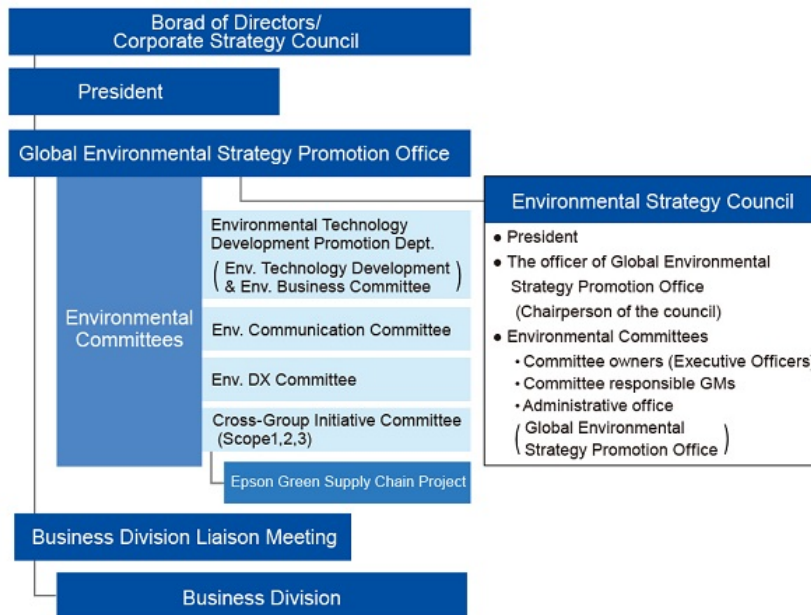 Borad of Directors/
Corporate Strategy Council
President
Global Environmental Strategy Promotion Office
Environmental
Committees
Environmental Technology
Development Promotion Dept.
( Env. Technology Development
& Env. Business Committee )
Env. Communication Committee
Env. DX Committee
Cross-Group Initiative Committee
(Scope1,2,3)
Epson Green Supply Chain Project
Business Division Liaison Meeting
Business Division
Environmental Strategy Council
● President
● The officer of Global Environmental
Strategy Promotion Office
(Chairperson of the council)
● Environmental Committees
・Committee owners (Executive Officers)
・Committee responsible GMs
・Administrative office
( Global Environmental
Strategy Promotion Office )